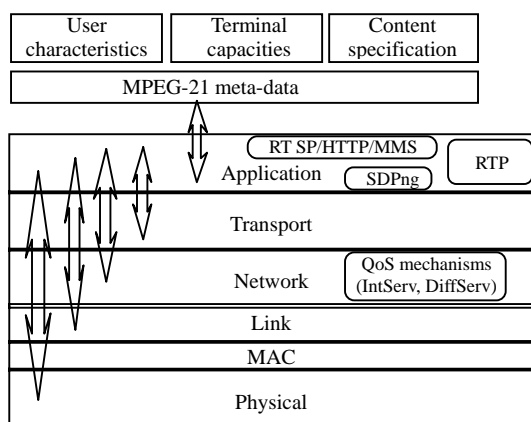 User
characteristics
Terminal
capacities
Content
specification
MPEG-21 meta-data
RT SP/HTTP/MMS
RTP
Application
SDPng
Transport
Network
QoS mechanisms
(IntServ, DiffServ)
Link
MAC
Physical